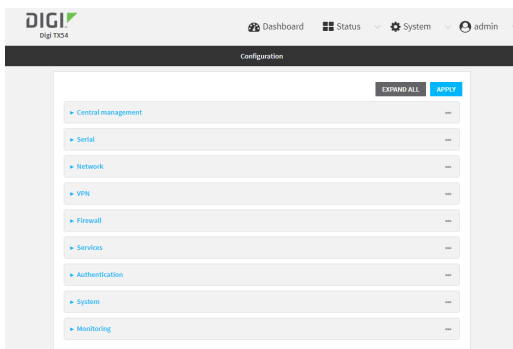 DIGI
Digi TX54
Dashboard Status System admin
Configuration
EXPAND ALL APPLY
Central management
Serial
Network
VPN
Firewall
Services
Authentication
System
Monitoring